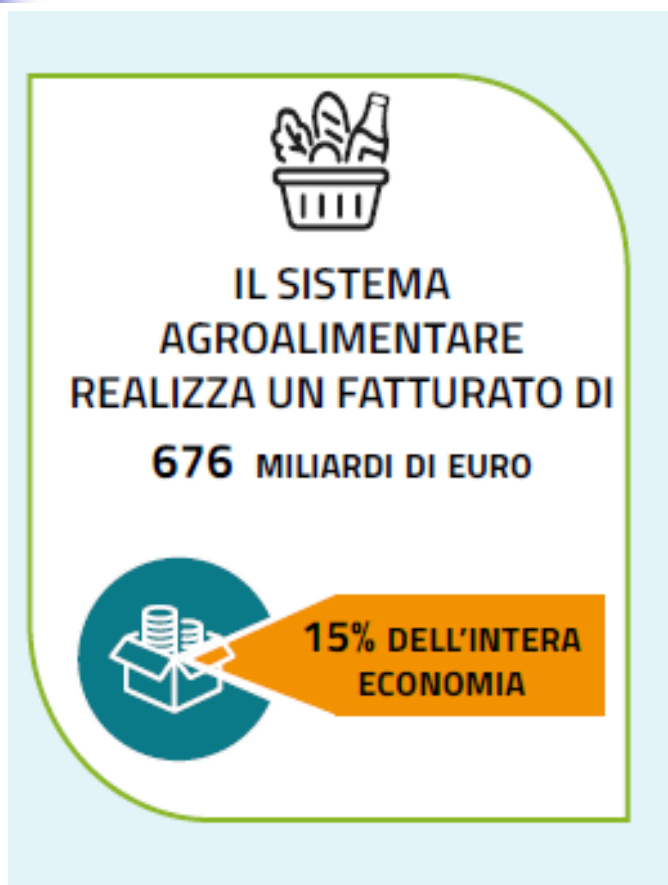 IL SISTEMA
AGROALIMENTARE
REALIZZA UN FATTURATO DI
676 MILIARDI DI EURO
15% DELL'INTERA
ECONOMIA